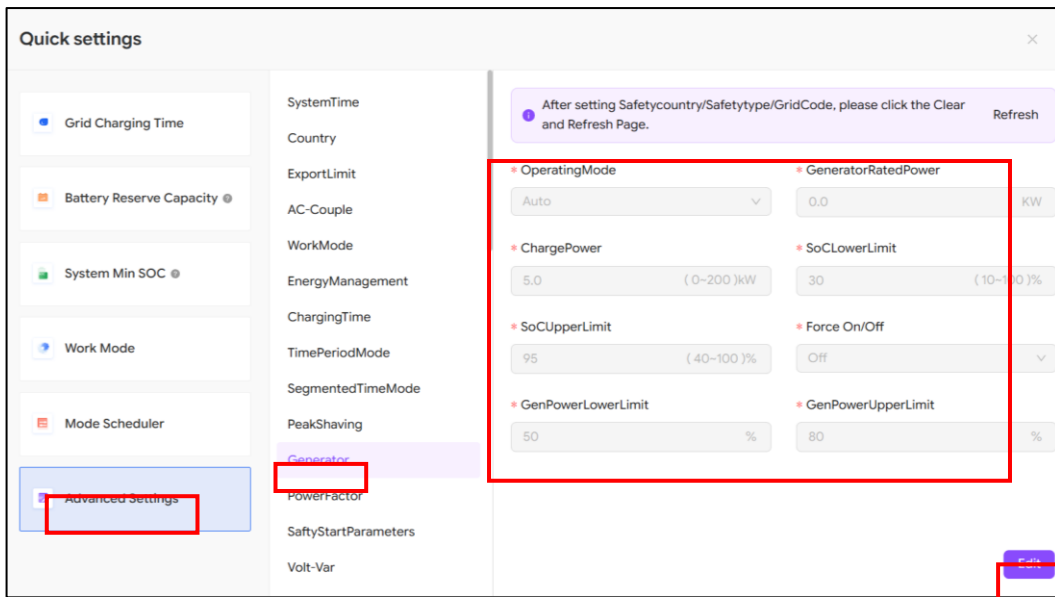 Quick settings
Grid Charging Time
Battery Reserve Capacity
System Min SOC
Work Mode
Mode Scheduler
Advanced Settings
SystemTime
Country
ExportLimit
AC-Couple
WorkMode
EnergyManagement
ChargingTime
TimePeriodMode
SegmentedTimeMode
PeakShaving
Generator
PowerFactor
SaftyStartParameters
Volt-Var
After setting Safetycountry/Safetytype/GridCode, please click the Clear
and Refresh Page.
Refresh
* OperatingMode
Auto
* GeneratorRatedPower
0.0 KW
* ChargePower
5.0 ( 0~200 )kW
* SoCLowerLimit
30 ( 10~100 )%
* SoCUpperLimit
95 ( 40~100 )%
* Force On/Off
Off
* GenPowerLowerLimit
50 %
* GenPowerUpperLimit
80 %
Edit